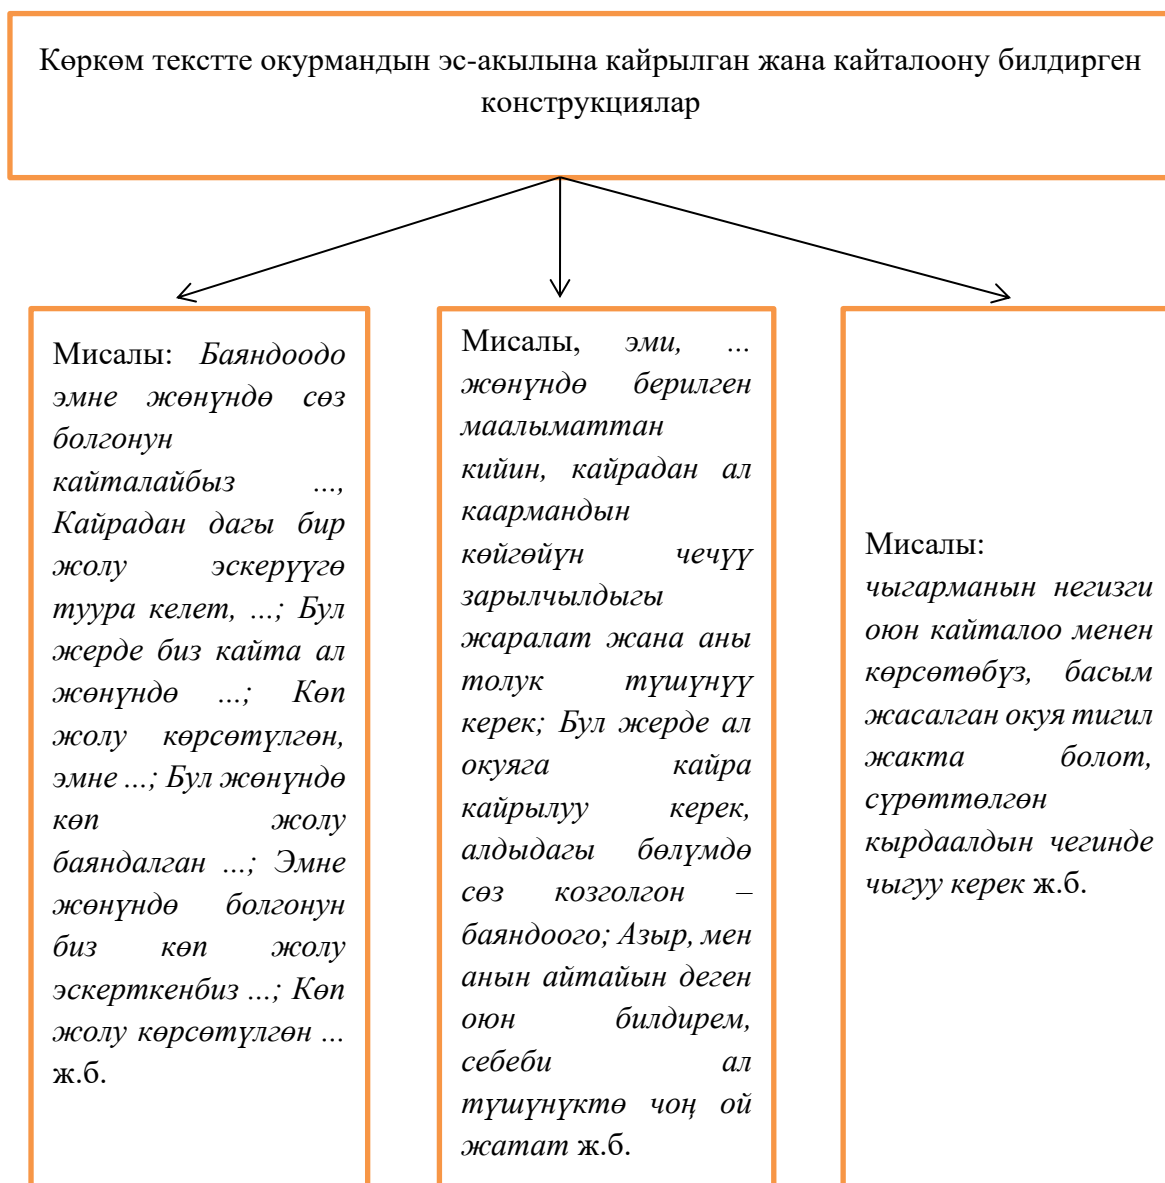 Көркөм текстте окурмандын эс-акылына кайрылган жана кайталоону билдирген
конструкциялар
Мисалы: Баяндоодо
эмне жөнүндө сөз
болгонун
кайталайбыз ...,
Кайрадан дагы бир
жолу эскерүүгө
туура келет, ...; Бул
жерде биз кайта ал
жөнүндө ...; Көп
жолу көрсөтүлгөн,
эмне ...; Бул жөнүндө
көп жолу
баяндалган ...; Эмне
жөнүндө болгонун
биз көп жолу
эскерткенбиз ...; Көп
жолу көрсөтүлгөн ...
ж.б.
Мисалы, эми, ...
жөнүндө берилген
маалыматтан
кийин, кайрадан ал
каармандын
көйгөйүн чечүү
зарылчылдыгы
жаралат жана аны
толук түшүнүү
керек; Бул жерде ал
окуяга кайра
кайрылуу керек,
алдыдагы бөлүмдө
сөз козголгон –
баяндоого; Азыр, мен
анын айтайын деген
оюн билдирем,
себеби ал
түшүнүктө чоң ой
жатат ж.б.
Мисалы:
чыгарманын негизги
оюн кайталоо менен
көрсөтөбүз, басым
жасалган окуя тигил
жакта болот,
сүрөттөлгөн
кырдаалдын чегинде
чыгуу керек ж.б.